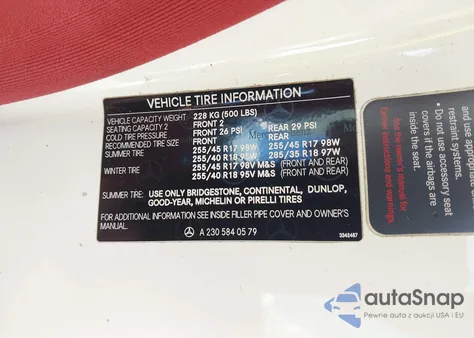 VEHICLE TIRE INFORMATION
VEHICLE CAPACITY WEIGHT 228 KG (500 LBS)
SEATING CAPACITY 2 FRONT 2
COLD TIRE PRESSURE FRONT 26 PSI REAR 29 PSI
RECOMMENDED TIRE SIZE FRONT REAR
SUMMER TIRE 255/45 R17 98W 255/45 R17 98W
255/40 R18 95W 285/35 R18 97W
WINTER TIRE 255/45 R17 98V M&S (FRONT AND REAR)
255/40 R18 95V M&S (FRONT AND REAR)
SUMMER TIRE: USE ONLY BRIDGESTONE, CONTINENTAL, DUNLOP,
GOOD-YEAR, MICHELIN OR PIRELLI TIRES
FOR ADDITIONAL INFORMATION SEE INSIDE FILLER PIPE COVER AND OWNER'S
MANUAL.
A 230 584 05 79
3342487
• Do not use accessory seat
covers if the airbags are
inside the seat.
See the owner's manual for
further instructions and warnings.
restraint systems.
use appropriate
autoSnap
Pewne auta z aukcji USA i EU